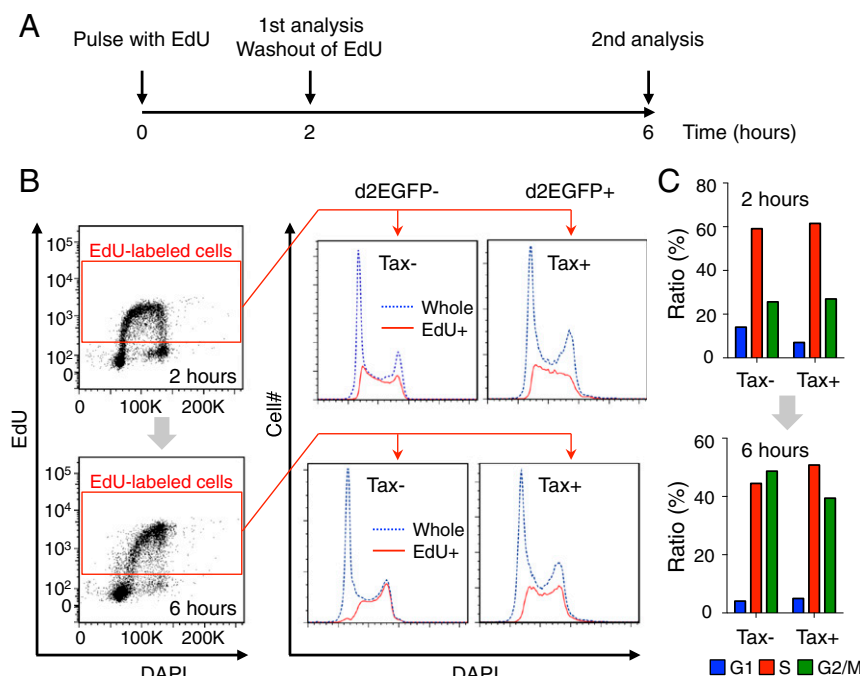 A
Pulse with EdU
1st analysis
Washout of EdU
2nd analysis
0
2
6
Time (hours)
B
d2EGFP-
d2EGFP+
C
EdU
10⁵
10⁴
10³
10²
0
EdU-labeled cells
2 hours
0
100K
200K
Cell#
Tax-
Whole
EdU+
Tax+
10⁵
10⁴
10³
10²
0
EdU-labeled cells
6 hours
0
100K
200K
DAPI
Tax-
Whole
EdU+
Tax+
DAPI
Ratio (%)
80
60
40
20
0
2 hours
Tax-
Tax+
Ratio (%)
60
40
20
0
6 hours
Tax-
Tax+
G1
S
G2/M